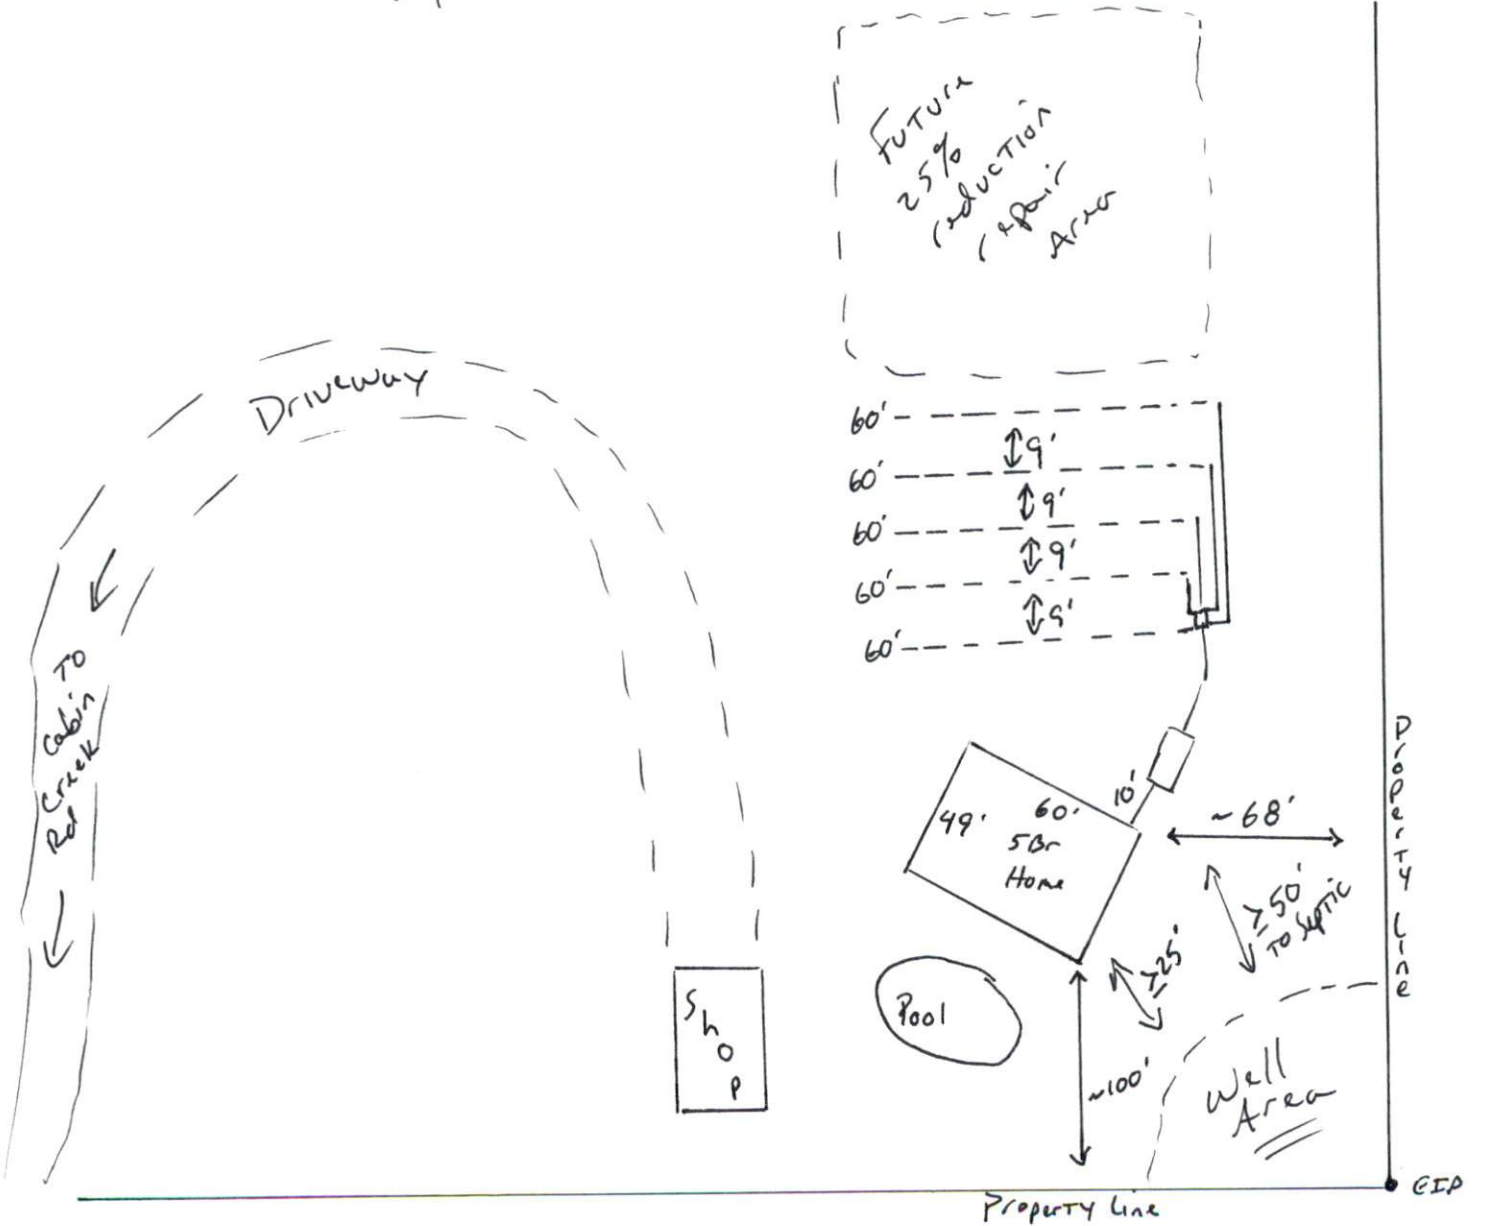 Future
25%
reduction
repair
Area
Driveway
60'
9'
60'
9'
60'
9'
60'
9'
60'
To
Cabin
Creek
Rd
10'
49'
60'
5Br
Home
~68'
≥50'
To Septic
≥25'
Pool
Shop
~100'
Well
Area
Property Line
Property Line
EIP